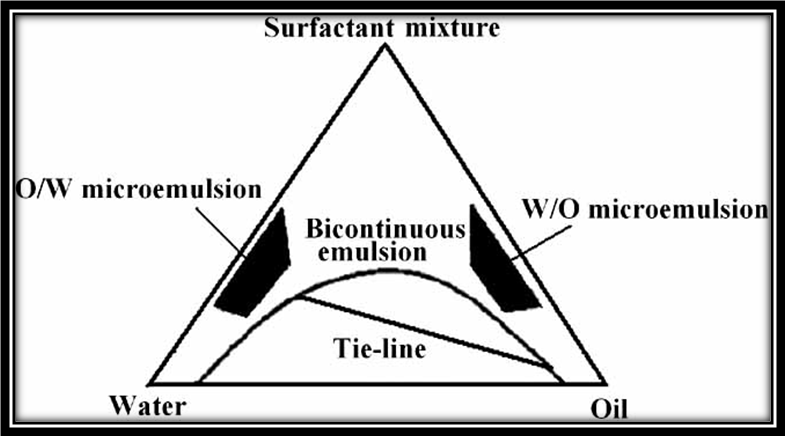 Surfactant mixture
O/W microemulsion
W/O microemulsion
Bicontinuous
emulsion
Tie-line
Water
Oil